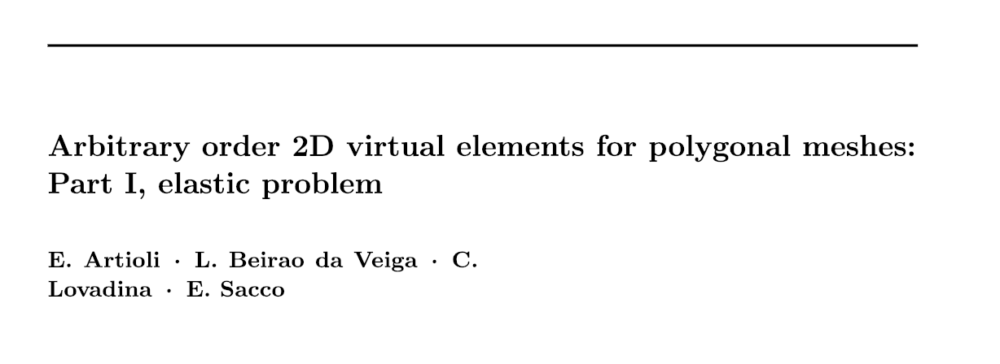 Arbitrary order 2D virtual elements for polygonal meshes:
Part I, elastic problem
E. Artioli · L. Beirao da Veiga · C.
Lovadina · E. Sacco